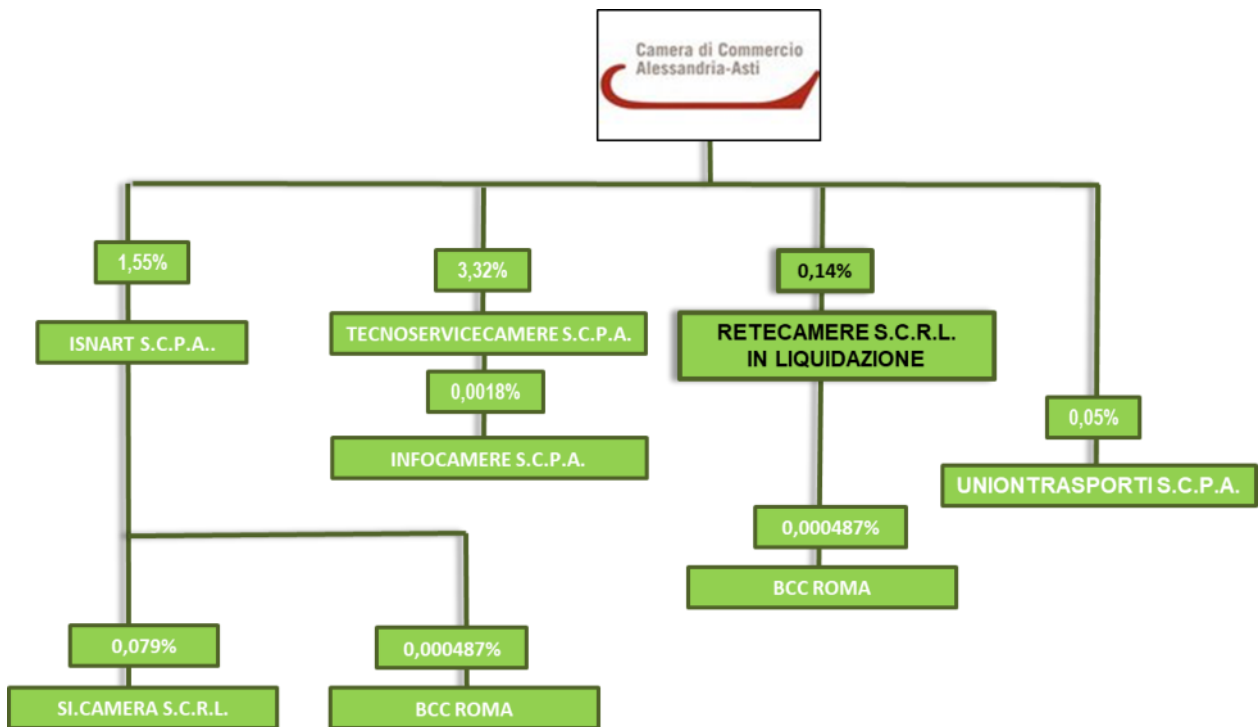 Camera di Commercio
Alessandria-Asti
1,55%
3,32%
0,14%
ISNART S.C.P.A..
TECNOSERVICECAMERE S.C.P.A.
RETECAMERE S.C.R.L.
IN LIQUIDAZIONE
0,0018%
0,05%
INFOCAMERE S.C.P.A.
UNIONTRASPORTI S.C.P.A.
0,000487%
BCC ROMA
0,079%
0,000487%
SI.CAMERA S.C.R.L.
BCC ROMA